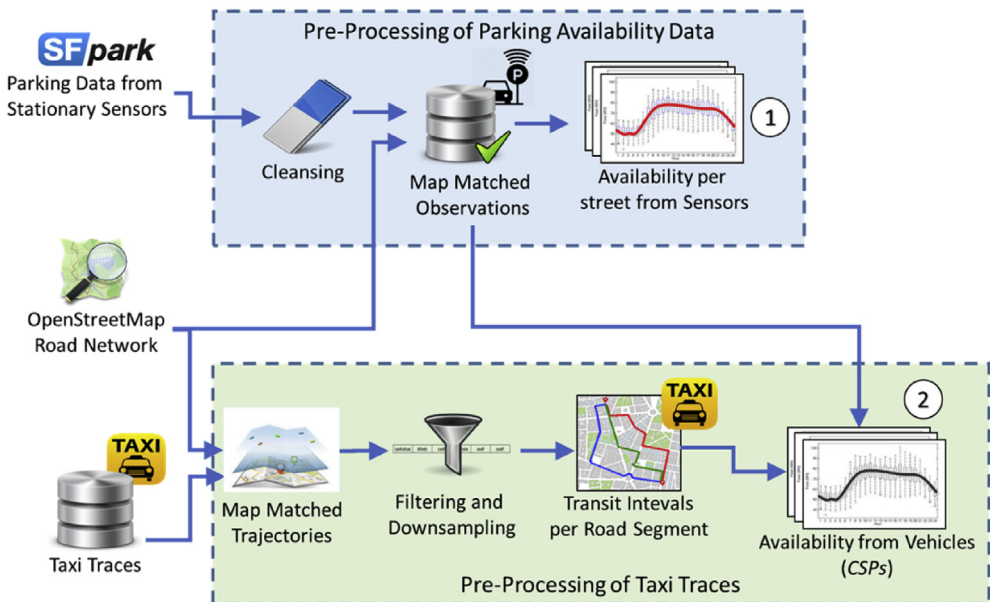 Pre-Processing of Parking Availability Data
SFpark
Parking Data from
Stationary Sensors
P
1
Cleansing
Map Matched
Observations
Availability per
street from Sensors
OpenStreetMap
Road Network
TAXI
2
TAXI
Map Matched
Trajectories
Filtering and
Downsampling
Transit Intevals
per Road Segment
Taxi Traces
Availability from Vehicles
(CSPs)
Pre-Processing of Taxi Traces